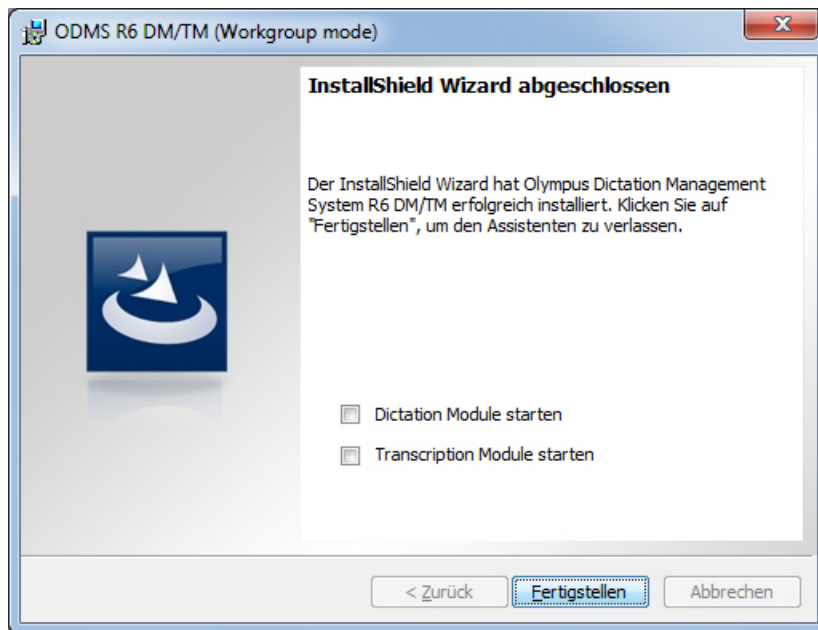 ODMS R6 DM/TM (Workgroup mode)
InstallShield Wizard abgeschlossen
Der InstallShield Wizard hat Olympus Dictation Management
System R6 DM/TM erfolgreich installiert. Klicken Sie auf
"Fertigstellen", um den Assistenten zu verlassen.
Dictation Module starten
Transcription Module starten
< Zurück Fertigstellen Abbrechen